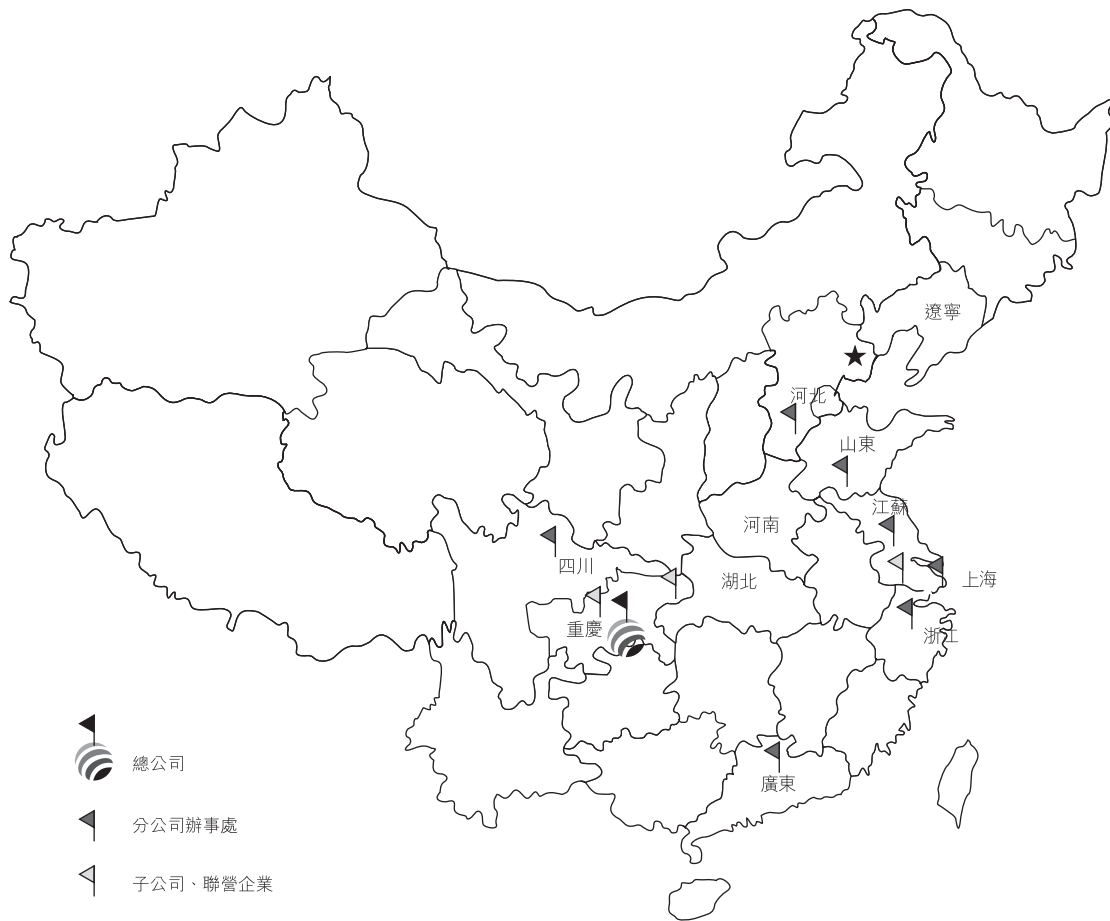 遼寧
河北
山東
江蘇
河南
四川
上海
湖北
重慶
浙江
廣東
總公司
分公司辦事處
子公司、聯營企業